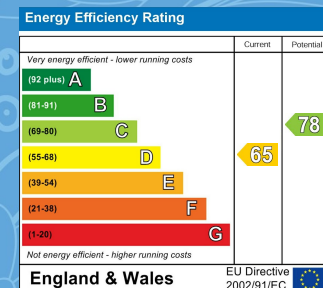 Energy Efficiency Rating
Current Potential
Very energy efficient - lower running costs
(92 plus) A
(81-91) B
(69-80) C
78
(55-68) D
65
(39-54) E
(21-38) F
(1-20) G
Not energy efficient - higher running costs
England & Wales
EU Directive
2002/91/EC